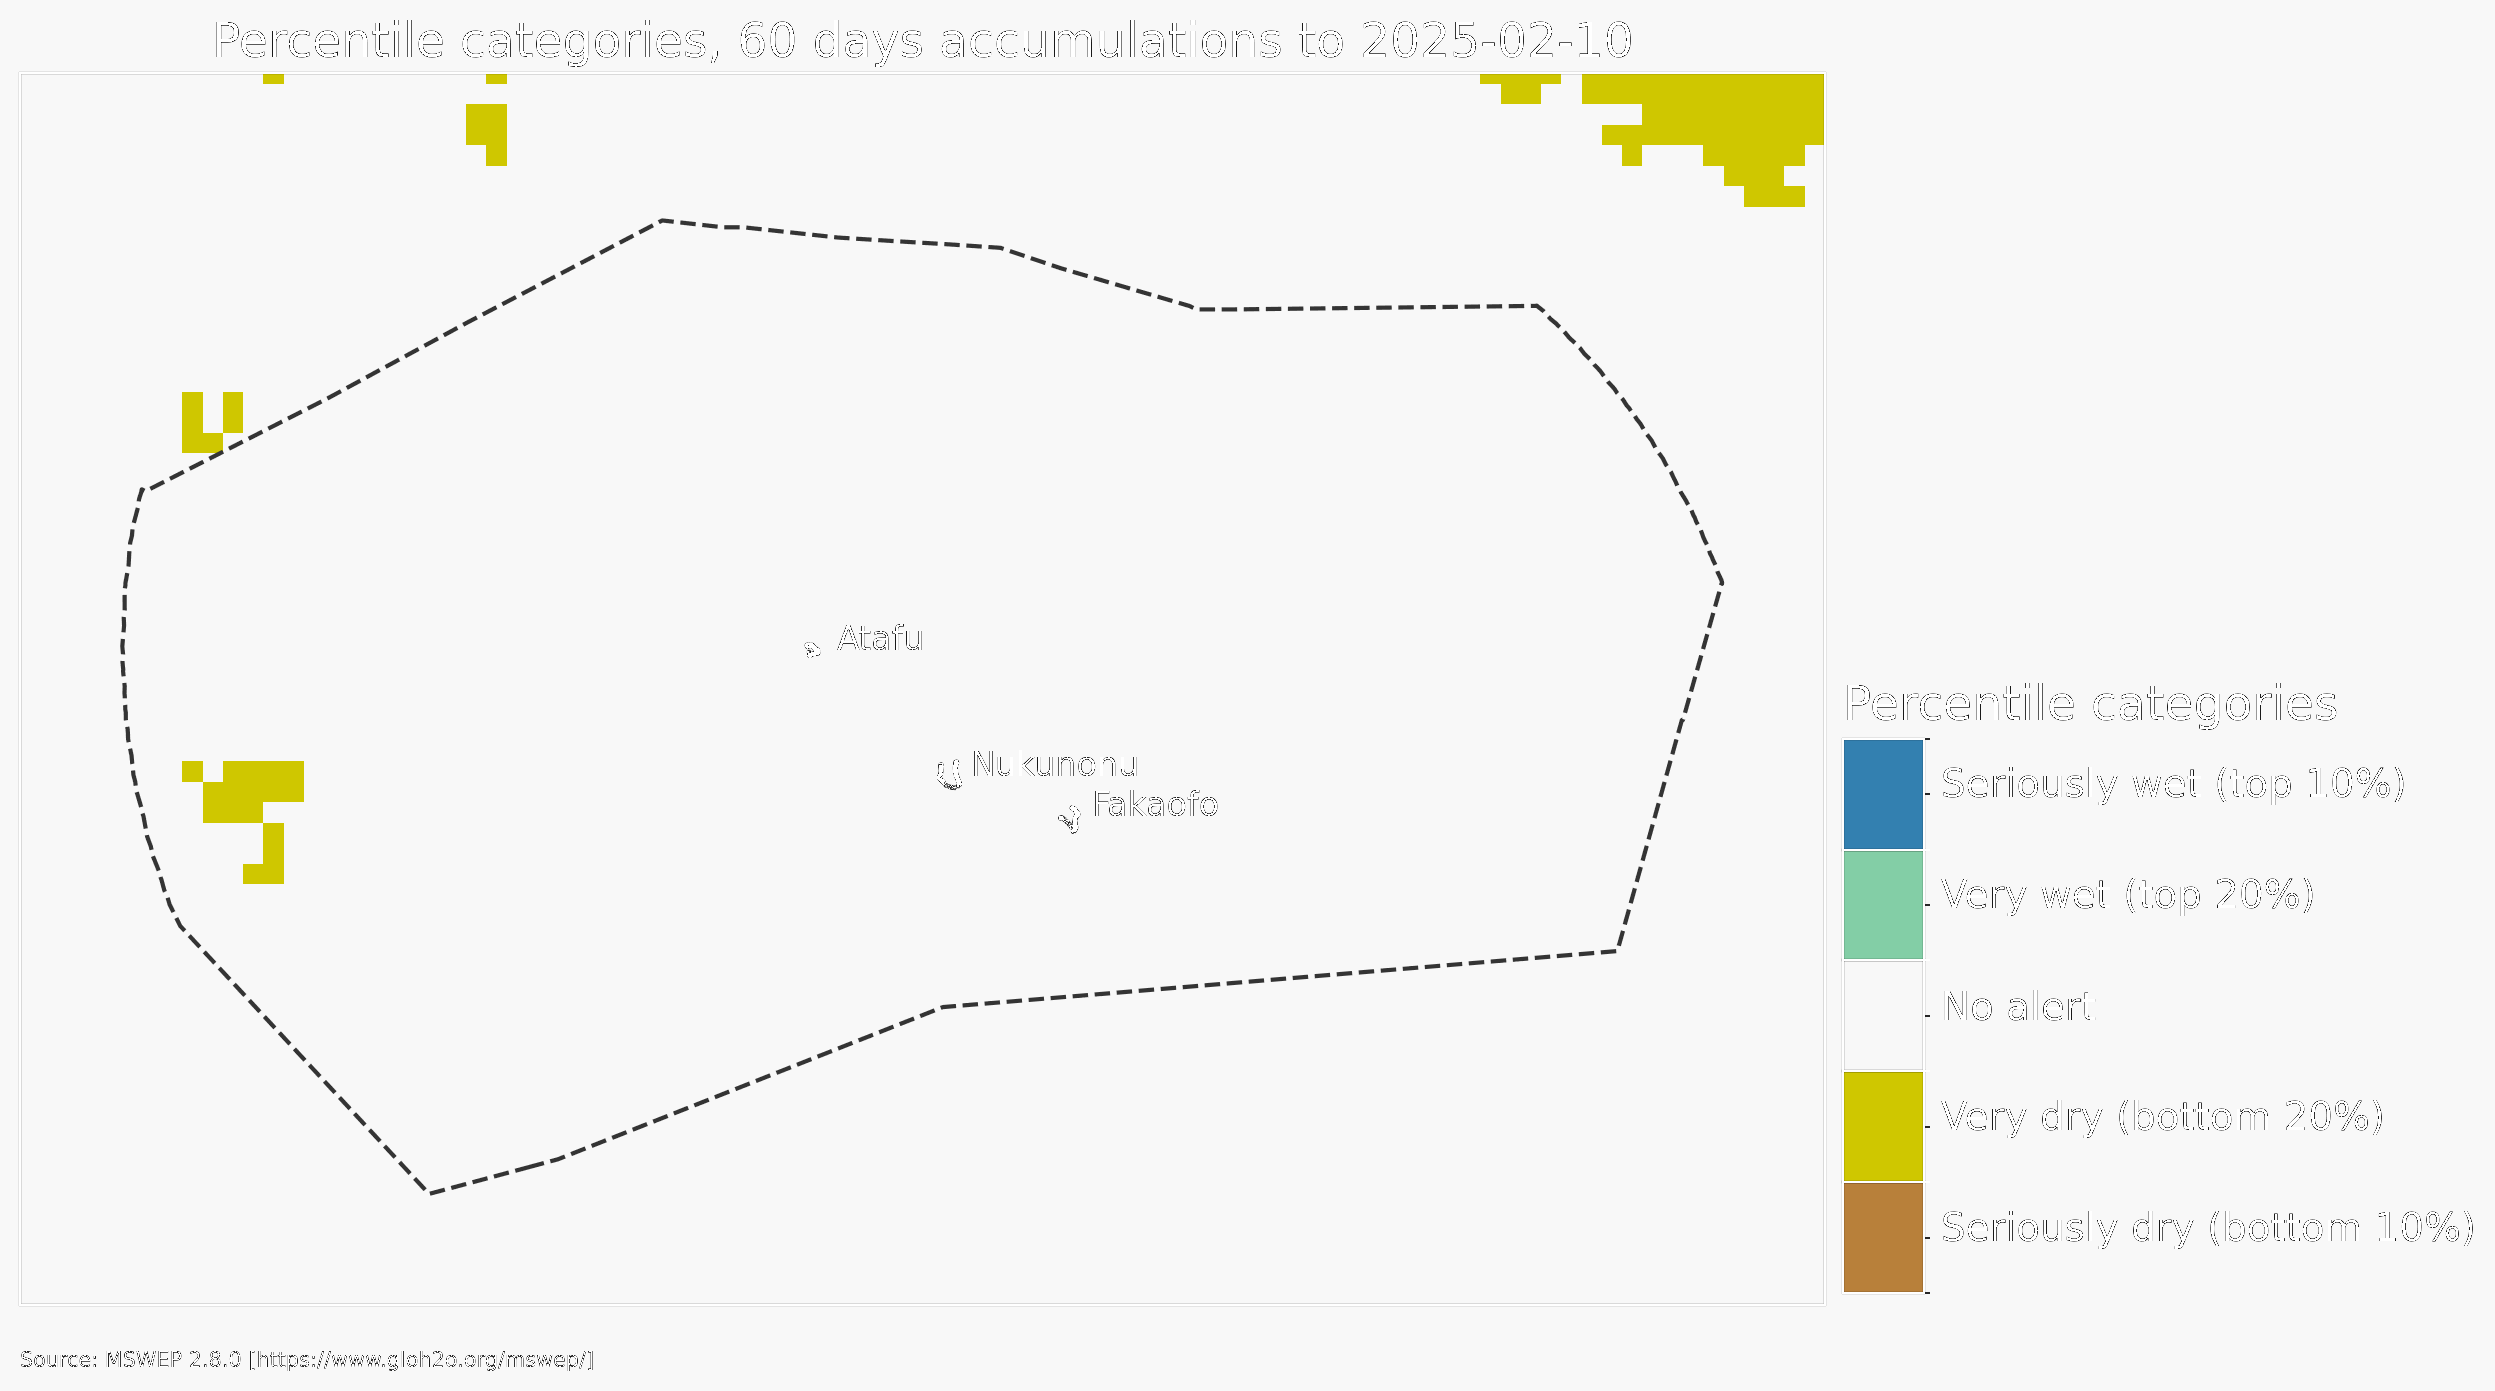 Percentile categories, 60 days accumulations to 2025-02-10
Atafu
Nukunonu
Fakaofo
Percentile categories
Seriously wet (top 10%)
Very wet (top 20%)
No alert
Very dry (bottom 20%)
Seriously dry (bottom 10%)
Source: MSWEP 2.8.0 [https://www.gloh2o.org/mswep/]